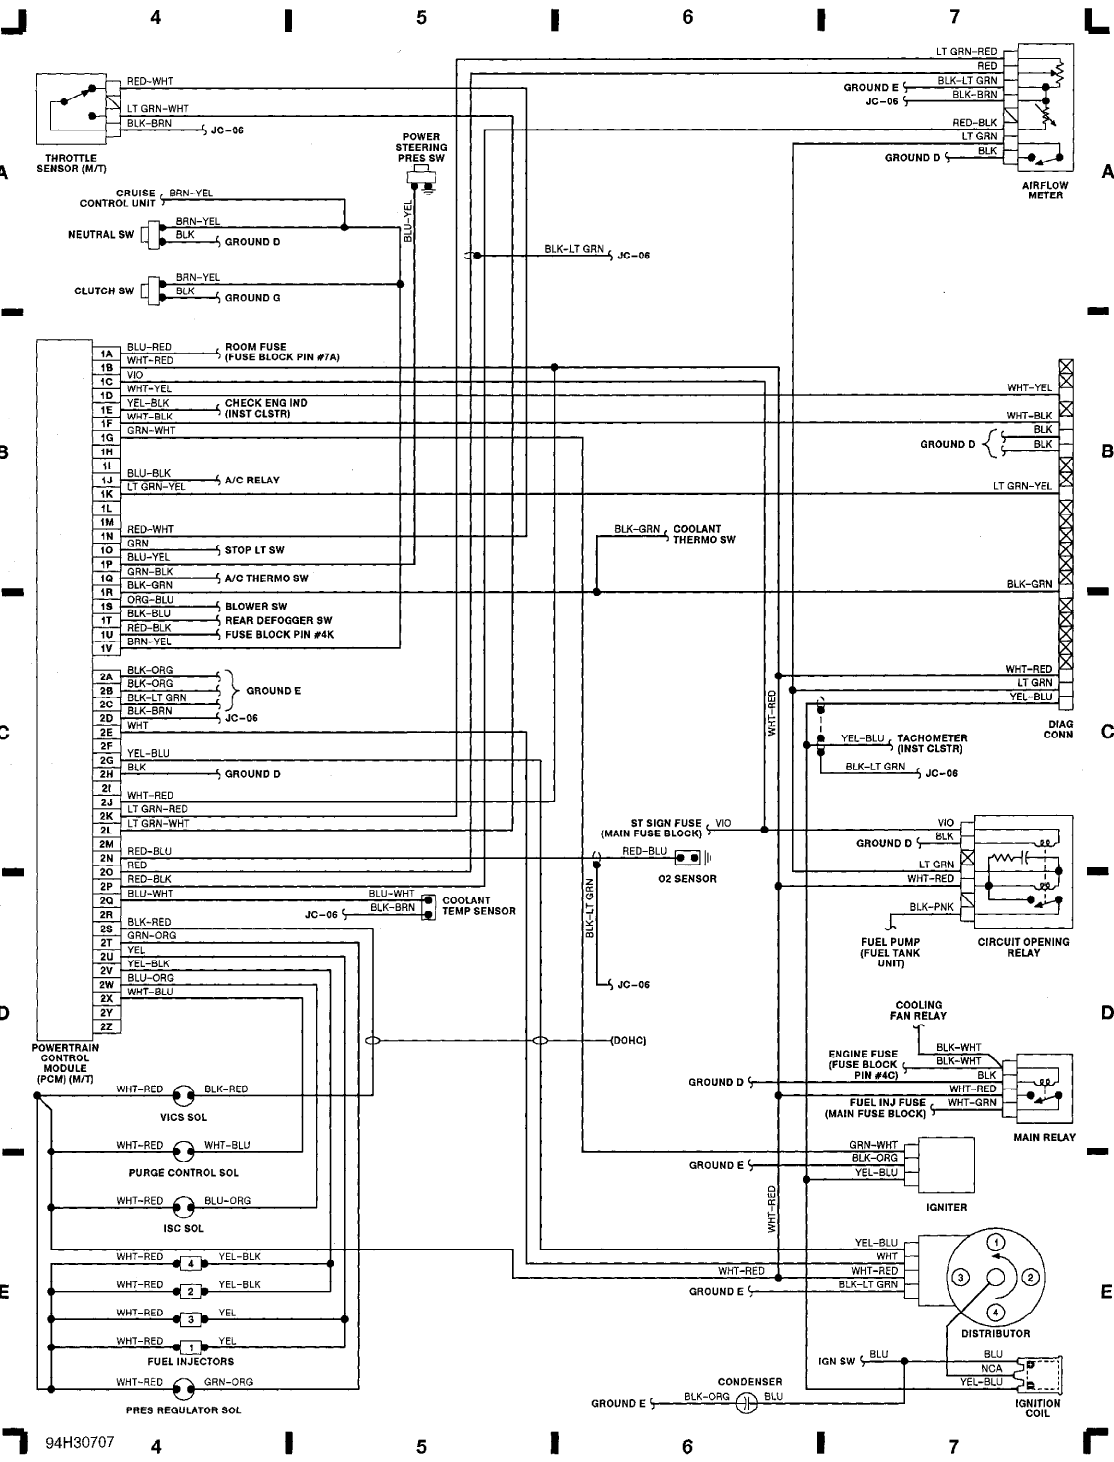 4 5 6 7
LT GRN-RED
RED
BLK-LT GRN
GROUND E
BLK-BRN
JC-06
RED-BLK
LT GRN
BLK
GROUND D
AIRFLOW
METER
RED-WHT
LT GRN-WHT
BLK-BRN
JC-06
THROTTLE
SENSOR (M/T)
POWER
STEERING
PRES SW
BLU-YEL
A A
CRUISE
CONTROL UNIT
BRN-YEL
NEUTRAL SW
BRN-YEL
BLK
GROUND D
CLUTCH SW
BRN-YEL
BLK
GROUND G
BLK-LT GRN
JC-06
1A BLU-RED ROOM FUSE
(FUSE BLOCK PIN #7A)
1B WHT-RED
1C VIO
1D WHT-YEL
1E YEL-BLK CHECK ENG IND
(INST CLSTR)
1F WHT-BLK
1G GRN-WHT
1H
1I
1J BLU-BLK A/C RELAY
1K LT GRN-YEL
1L
1M
1N RED-WHT
1O GRN STOP LT SW
1P BLU-YEL
1Q GRN-BLK A/C THERMO SW
1R BLK-GRN
1S ORG-BLU BLOWER SW
1T BLK-BLU REAR DEFOGGER SW
1U RED-BLK FUSE BLOCK PIN #4K
1V BRN-YEL
B B
WHT-YEL
WHT-BLK
BLK
GROUND D
BLK
LT GRN-YEL
BLK-GRN
COOLANT
THERMO SW
BLK-GRN
WHT-RED
LT GRN
YEL-BLU
DIAG
CONN
2A BLK-ORG
2B BLK-ORG
GROUND E
2C BLK-LT GRN
2D BLK-BRN JC-06
2E WHT
2F
2G YEL-BLU
2H BLK GROUND D
2I
2J WHT-RED
2K LT GRN-RED
2L LT GRN-WHT
2M
2N RED-BLU
2O RED
2P RED-BLK
2Q BLU-WHT
2R
2S BLK-RED
2T GRN-ORG
2U YEL
2V YEL-BLK
2W BLU-ORG
2X WHT-BLU
2Y
2Z
POWERTRAIN
CONTROL
MODULE
(PCM) (M/T)
C C
WHT-RED
YEL-BLU
TACHOMETER
(INST CLSTR)
BLK-LT GRN
JC-06
ST SIGN FUSE
(MAIN FUSE BLOCK)
VIO
VIO
GROUND D
BLK
LT GRN
WHT-RED
BLK-PNK
FUEL PUMP
(FUEL TANK
UNIT)
CIRCUIT OPENING
RELAY
RED-BLU
O2 SENSOR
BLU-WHT
BLK-BRN
JC-06
COOLANT
TEMP SENSOR
BLK-LT GRN
JC-06
D D
(DOHC)
COOLING
FAN RELAY
BLK-WHT
ENGINE FUSE
(FUSE BLOCK
PIN #4C)
BLK-WHT
BLK
GROUND D
WHT-RED
FUEL INJ FUSE
(MAIN FUSE BLOCK)
WHT-GRN
MAIN RELAY
WHT-RED BLK-RED
VICS SOL
WHT-RED WHT-BLU
PURGE CONTROL SOL
WHT-RED BLU-ORG
ISC SOL
WHT-RED 4 YEL-BLK
WHT-RED 2 YEL-BLK
WHT-RED 3 YEL
WHT-RED 1 YEL
FUEL INJECTORS
WHT-RED GRN-ORG
PRES REGULATOR SOL
GRN-WHT
BLK-ORG
GROUND E
YEL-BLU
IGNITER
WHT-RED
YEL-BLU
WHT
WHT-RED WHT-RED
BLK-LT GRN
GROUND E
1
3 2
4
DISTRIBUTOR
E E
IGN SW
BLU BLU
NCA
YEL-BLU
IGNITION
COIL
CONDENSER
GROUND E
BLK-ORG
BLU
94H30707
4 5 6 7